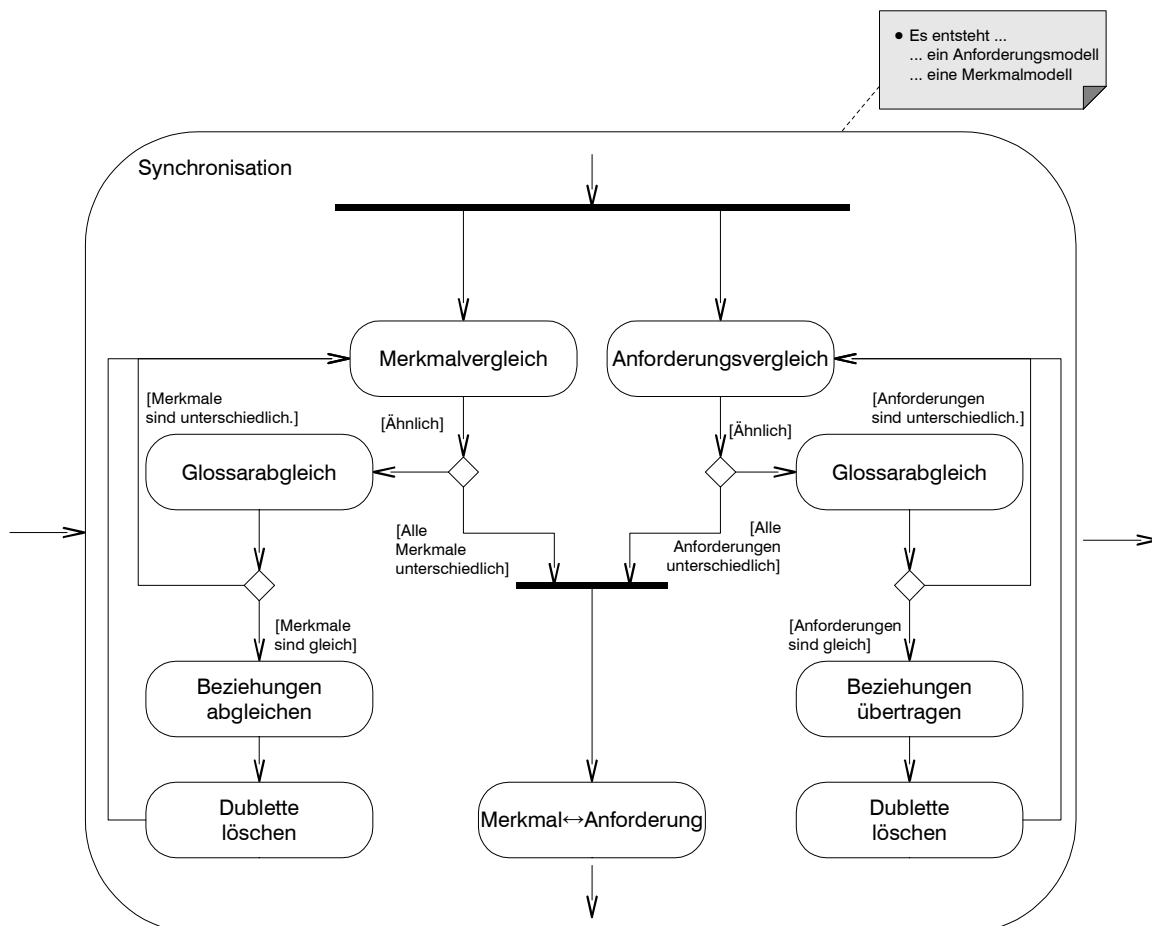 ● Es entsteht ...
... ein Anforderungsmodell
... eine Merkmalmodell
Synchronisation
Merkmalvergleich
Anforderungsvergleich
[Merkmale
sind unterschiedlich.]
[Ähnlich]
[Ähnlich]
[Anforderungen
sind unterschiedlich.]
Glossarabgleich
Glossarabgleich
[Alle
Merkmale
unterschiedlich]
[Alle
Anforderungen
unterschiedlich]
[Merkmale
sind gleich]
[Anforderungen
sind gleich]
Beziehungen
abgleichen
Beziehungen
übertragen
Dublette
löschen
Merkmal↔Anforderung
Dublette
löschen